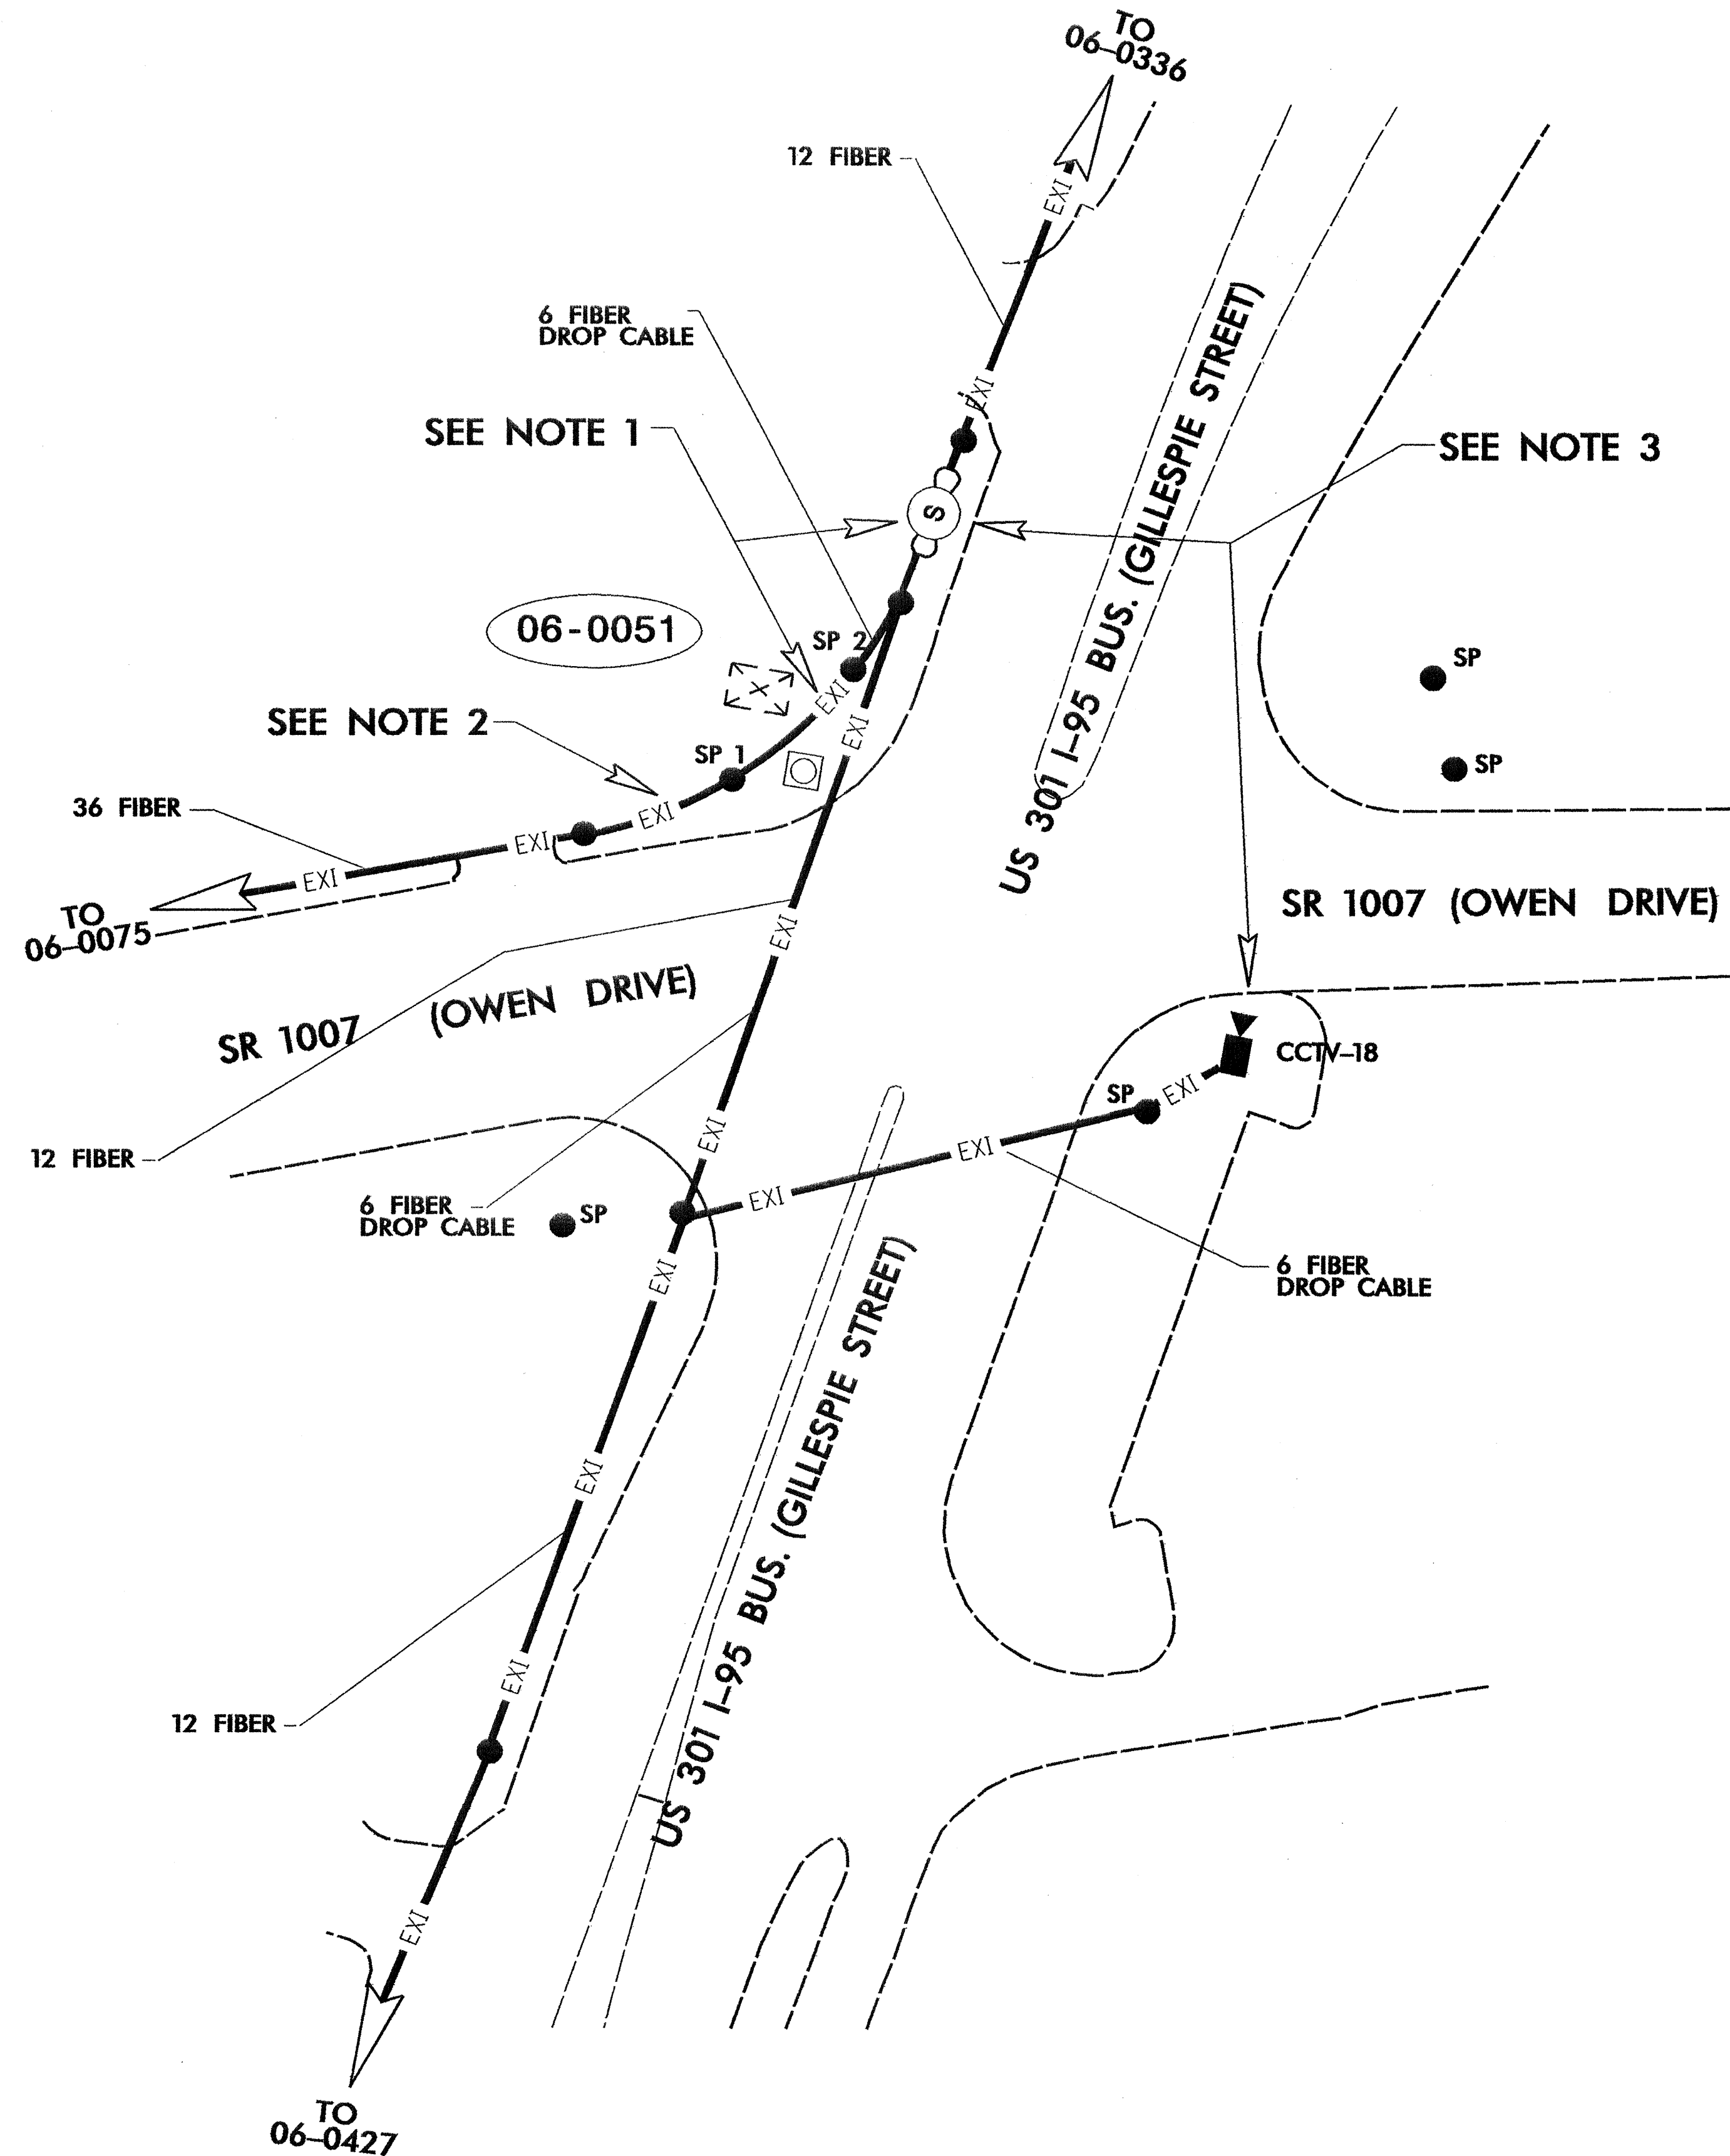 TO
06-0336
12 FIBER
EXI
6 FIBER
DROP CABLE
EXI
SEE NOTE 1
SEE NOTE 3
S
US 301 I-95 BUS. (GILLESPIE STREET)
06-0051
SP 2
SP
EXI
SEE NOTE 2
EXI
SP 1
SP
36 FIBER
EXI
EXI
EXI
TO
06-0075
SR 1007 (OWEN DRIVE)
EXI
SR 1007 (OWEN DRIVE)
CCTV-18
SP
EXI
12 FIBER
EXI
EXI
EXI
6 FIBER
DROP CABLE
SP
EXI
6 FIBER
DROP CABLE
US 301 I-95 BUS. (GILLESPIE STREET)
EXI
EXI
12 FIBER
EXI
TO
06-0427